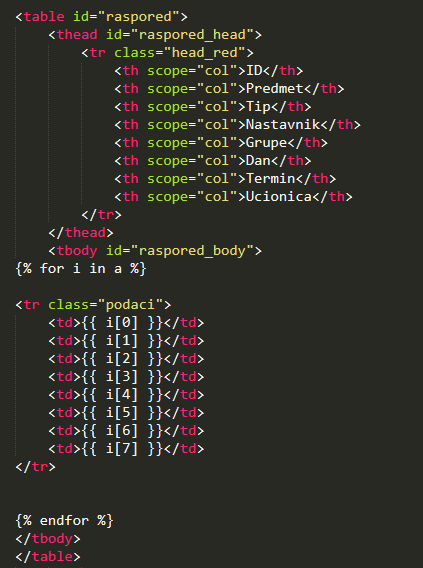 <table id="raspored">
    <thead id="raspored_head">
        <tr class="head_red">
            <th scope="col">ID</th>
            <th scope="col">Predmet</th>
            <th scope="col">Tip</th>
            <th scope="col">Nastavnik</th>
            <th scope="col">Grupe</th>
            <th scope="col">Dan</th>
            <th scope="col">Termin</th>
            <th scope="col">Ucionica</th>
        </tr>
    </thead>
    <tbody id="raspored_body">
{% for i in a %}

<tr class="podaci">
    <td>{{ i[0] }}</td>
    <td>{{ i[1] }}</td>
    <td>{{ i[2] }}</td>
    <td>{{ i[3] }}</td>
    <td>{{ i[4] }}</td>
    <td>{{ i[5] }}</td>
    <td>{{ i[6] }}</td>
    <td>{{ i[7] }}</td>
</tr>


{% endfor %}
</tbody>
</table>